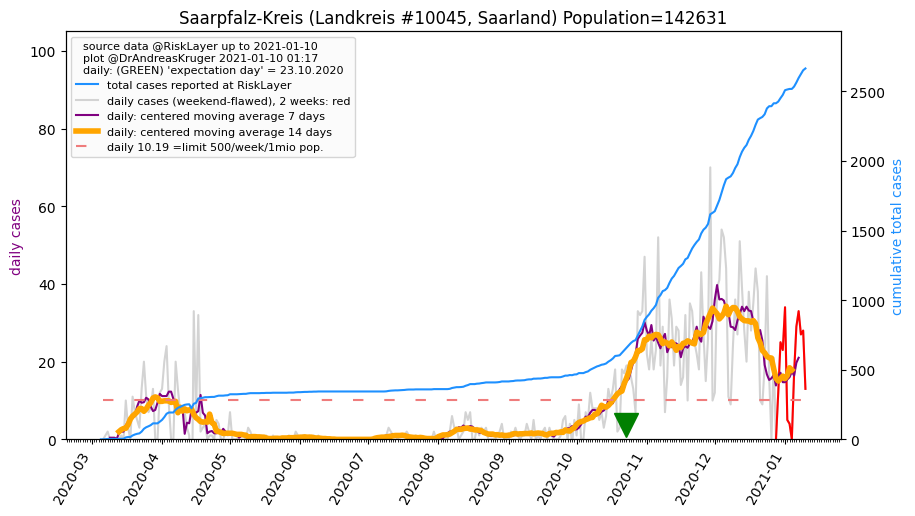 Saarpfalz-Kreis (Landkreis #10045, Saarland) Population=142631
source data @RiskLayer up to 2021-01-10
plot @DrAndreasKruger 2021-01-10 01:17
daily: (GREEN) 'expectation day' = 23.10.2020
total cases reported at RiskLayer
daily cases (weekend-flawed), 2 weeks: red
daily: centered moving average 7 days
daily: centered moving average 14 days
daily 10.19 =limit 500/week/1mio pop.
daily cases
100
80
60
40
20
0
cumulative total cases
2500
2000
1500
1000
500
0
2020-03
2020-04
2020-05
2020-06
2020-07
2020-08
2020-09
2020-10
2020-11
2020-12
2021-01